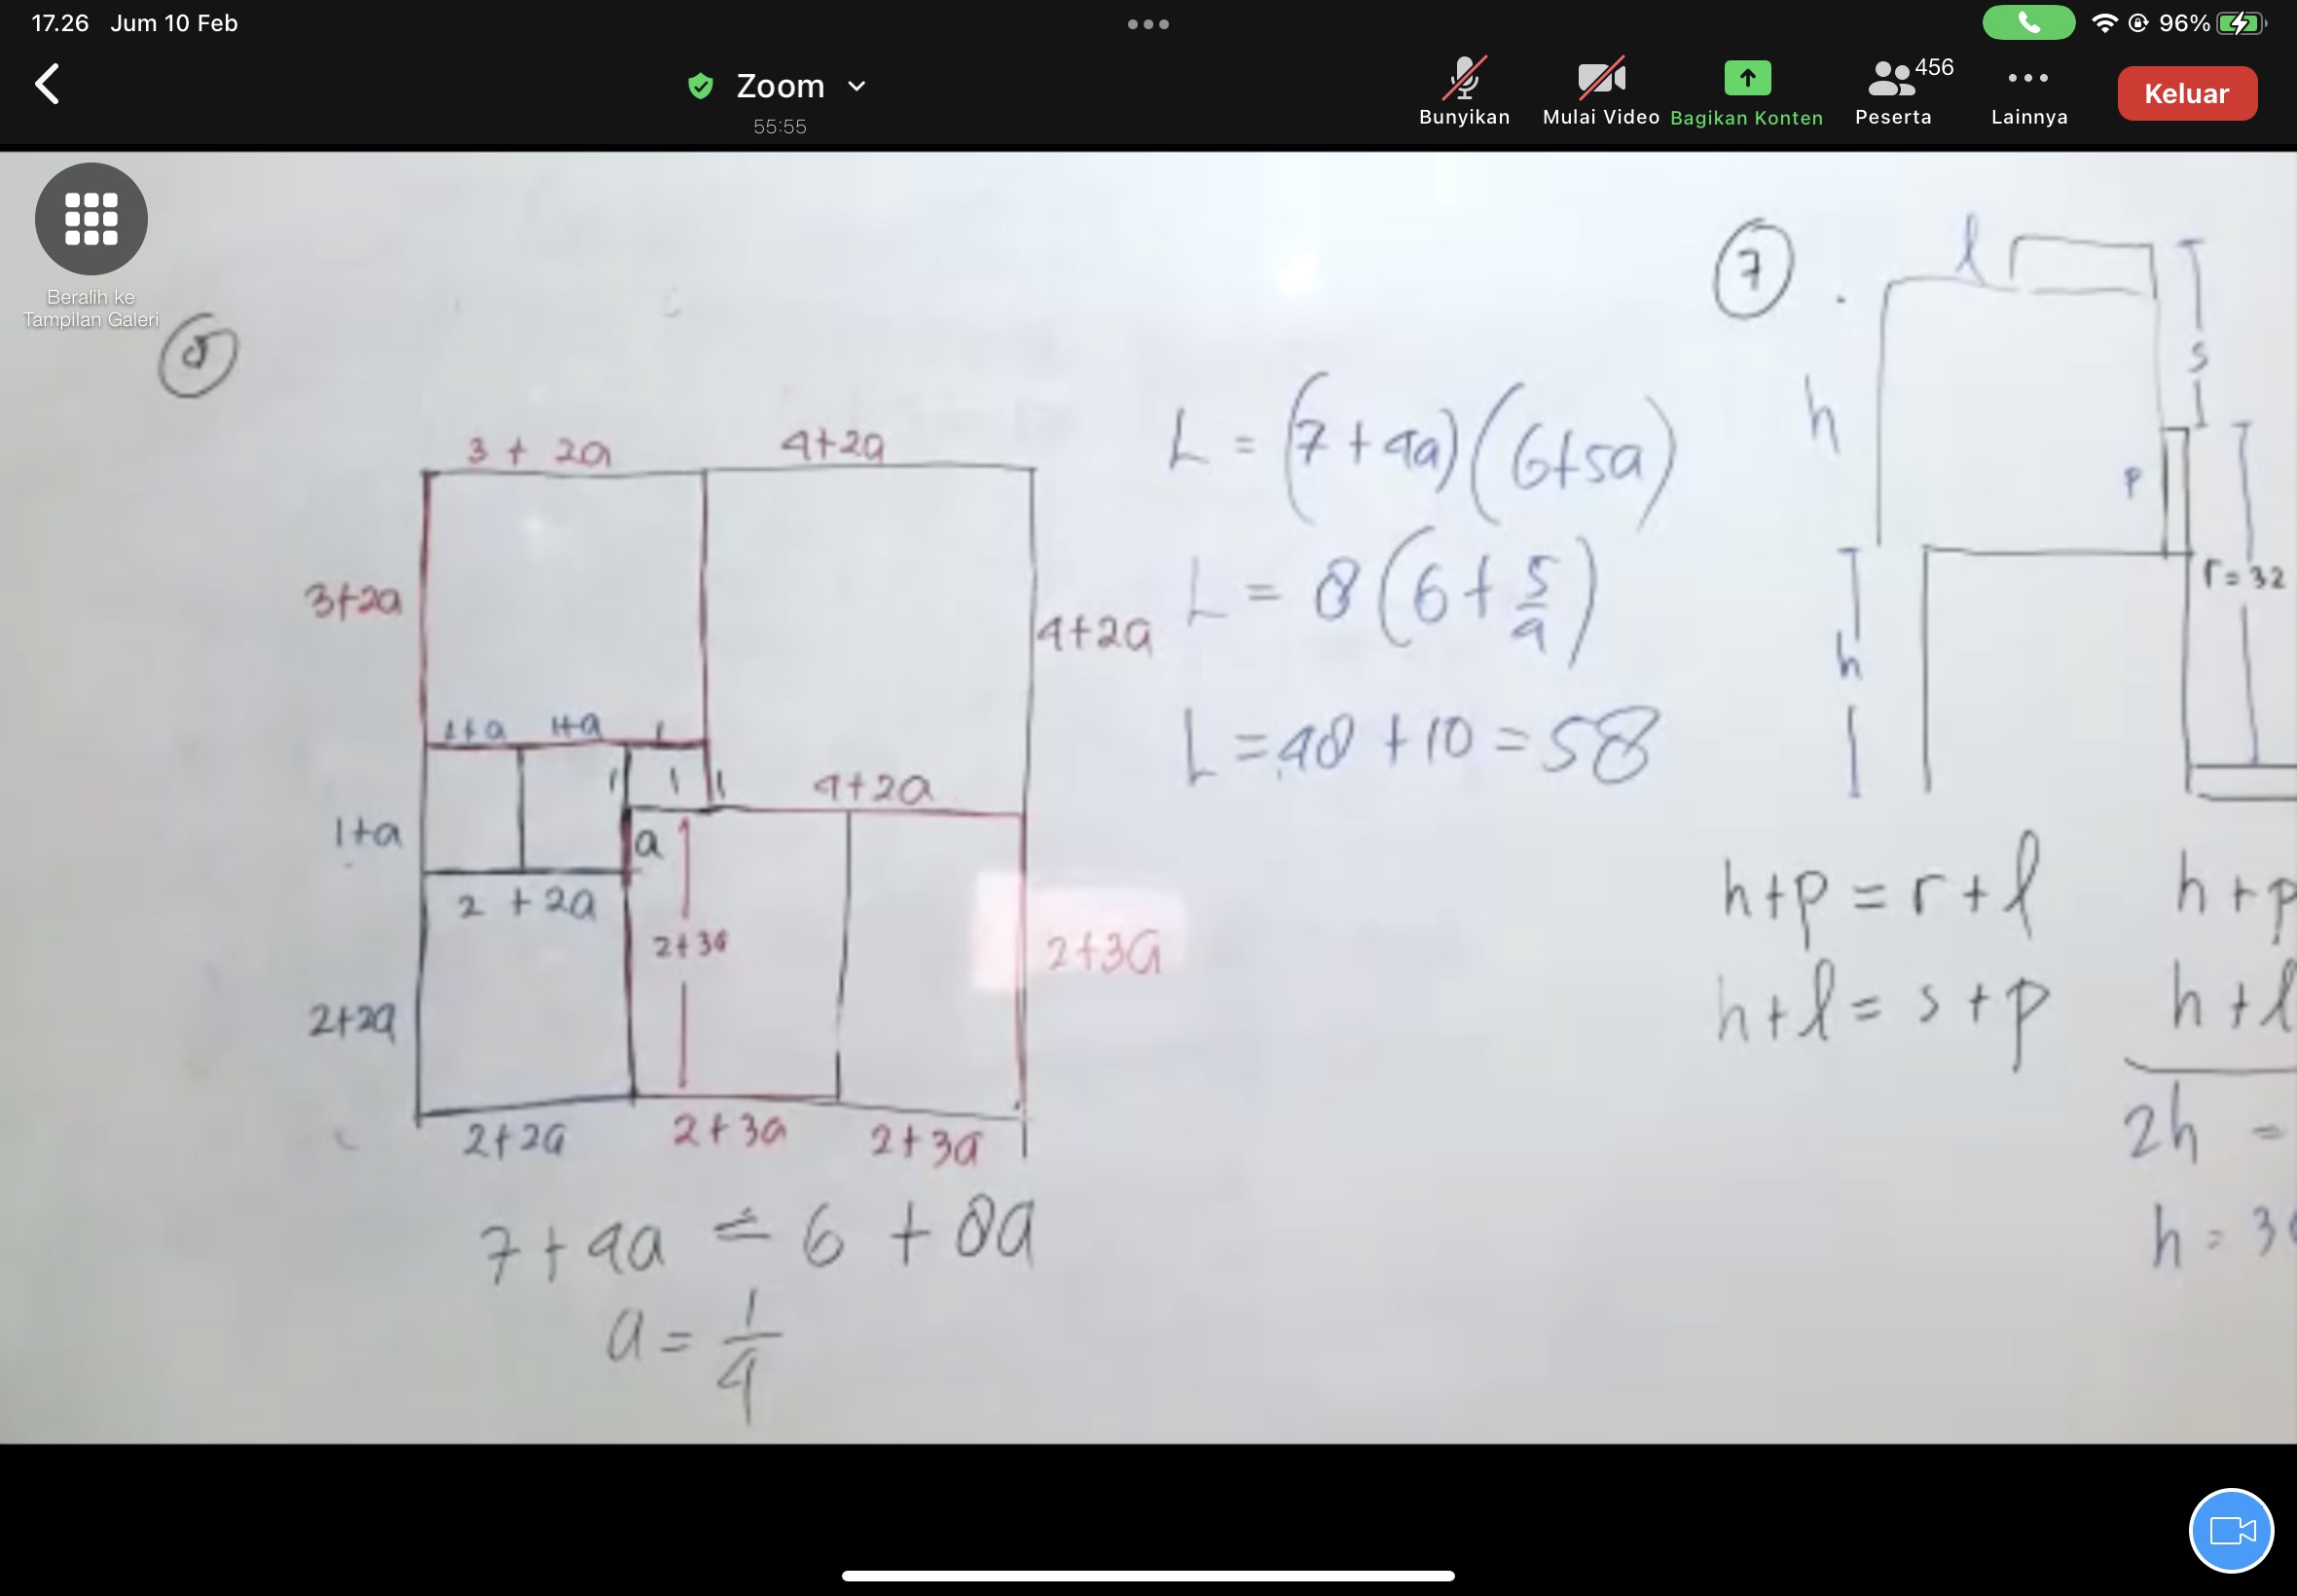 17.26 Jum 10 Feb
96%
Zoom
55:55
Bunyikan
Mulai Video
Bagikan Konten
456
Peserta
Lainnya
Keluar
Beralih ke
Tampilan Galeri
5
3 + 2a
4+2a
3+2a
4+2a
1+a 1+a 1
1 1 1
4+2a
1+a
a
2 + 2a
2+3a
2+3a
2+2a
2+2a
2+3a
2+3a
7 + 4a = 6 + 8a
a = 1/4
L = (7 + 4a)(6+5a)
L = 8(6 + 5/4)
L = 48 + 10 = 58
7
l
s
h
p
r = 32
h
h+p = r + l
h+l = s + p
h + p
h + l
2h =
h = 3